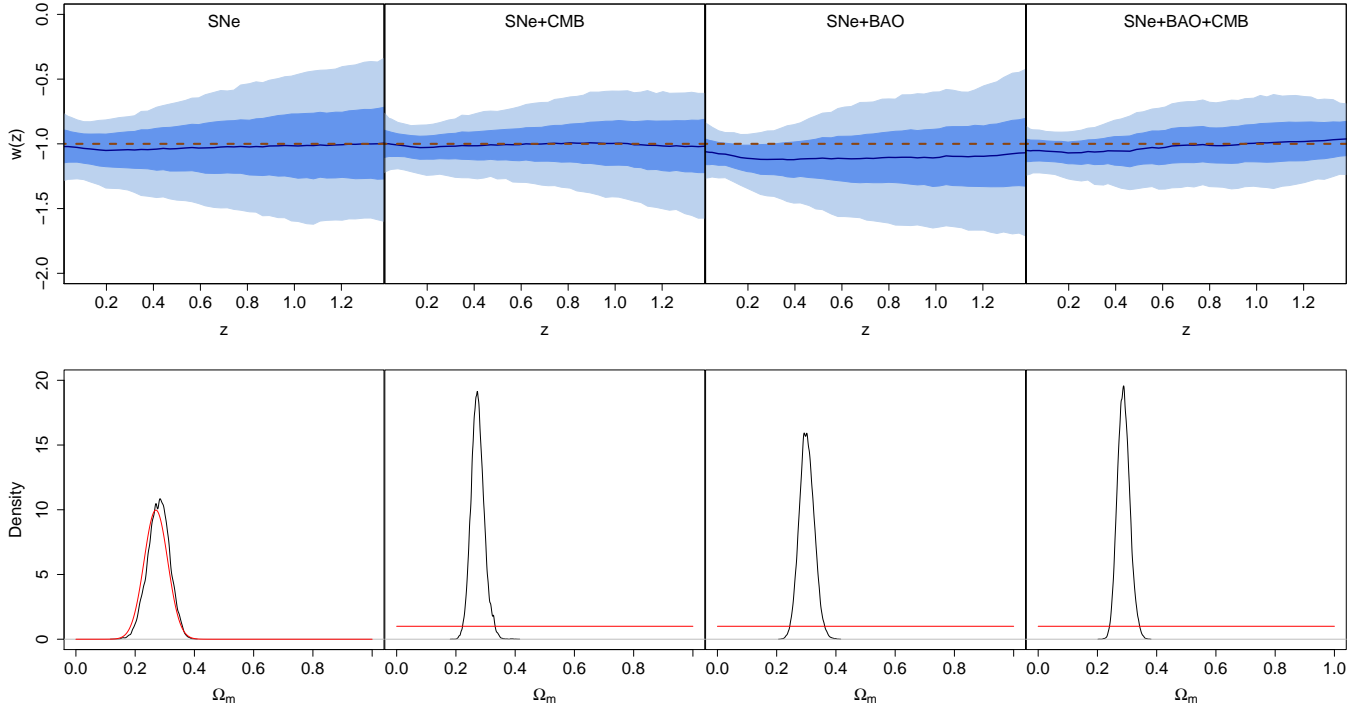 SNe SNe+CMB SNe+BAO SNe+BAO+CMB
0.0
−0.5
−1.0
−1.5
−2.0
w(z)
0.2 0.4 0.6 0.8 1.0 1.2 0.2 0.4 0.6 0.8 1.0 1.2 0.2 0.4 0.6 0.8 1.0 1.2 0.2 0.4 0.6 0.8 1.0 1.2
z z z z
20
15
10
5
0
Density
0.0 0.2 0.4 0.6 0.8 0.0 0.2 0.4 0.6 0.8 0.0 0.2 0.4 0.6 0.8 0.0 0.2 0.4 0.6 0.8 1.0
Ωm Ωm Ωm Ωm